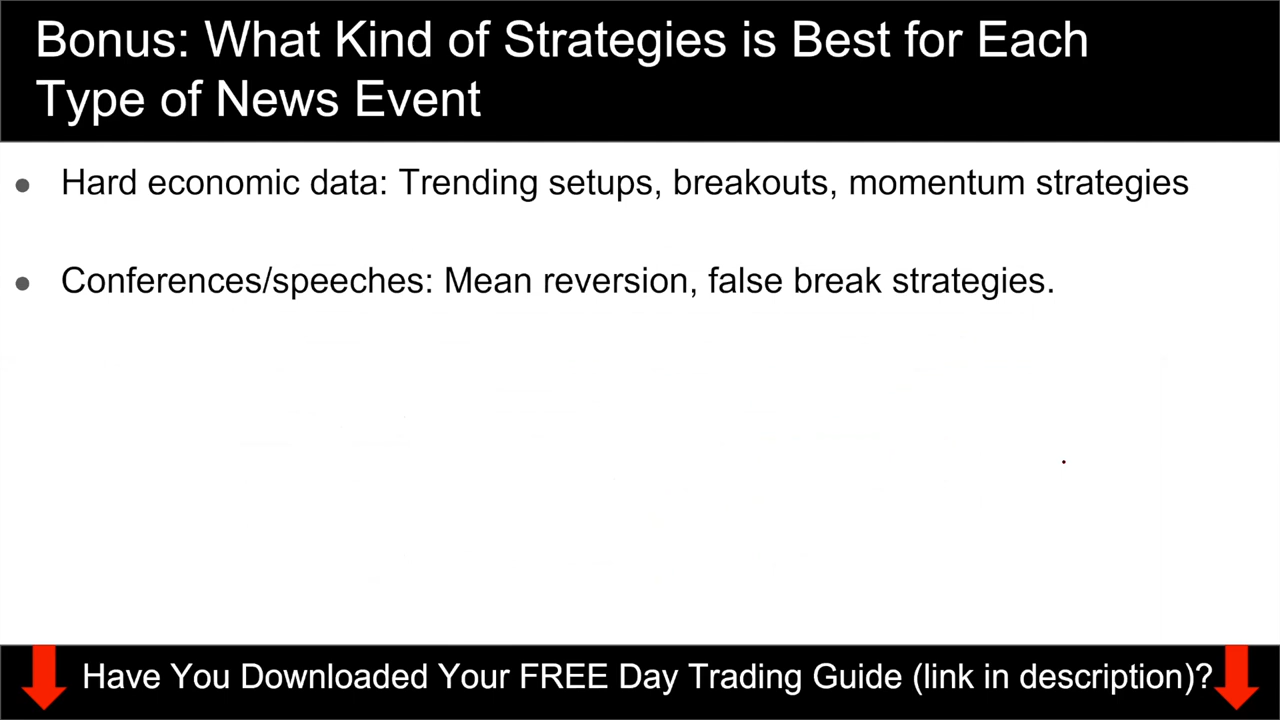 Bonus: What Kind of Strategies is Best for Each
Type of News Event
● Hard economic data: Trending setups, breakouts, momentum strategies
● Conferences/speeches: Mean reversion, false break strategies.
Have You Downloaded Your FREE Day Trading Guide (link in description)?